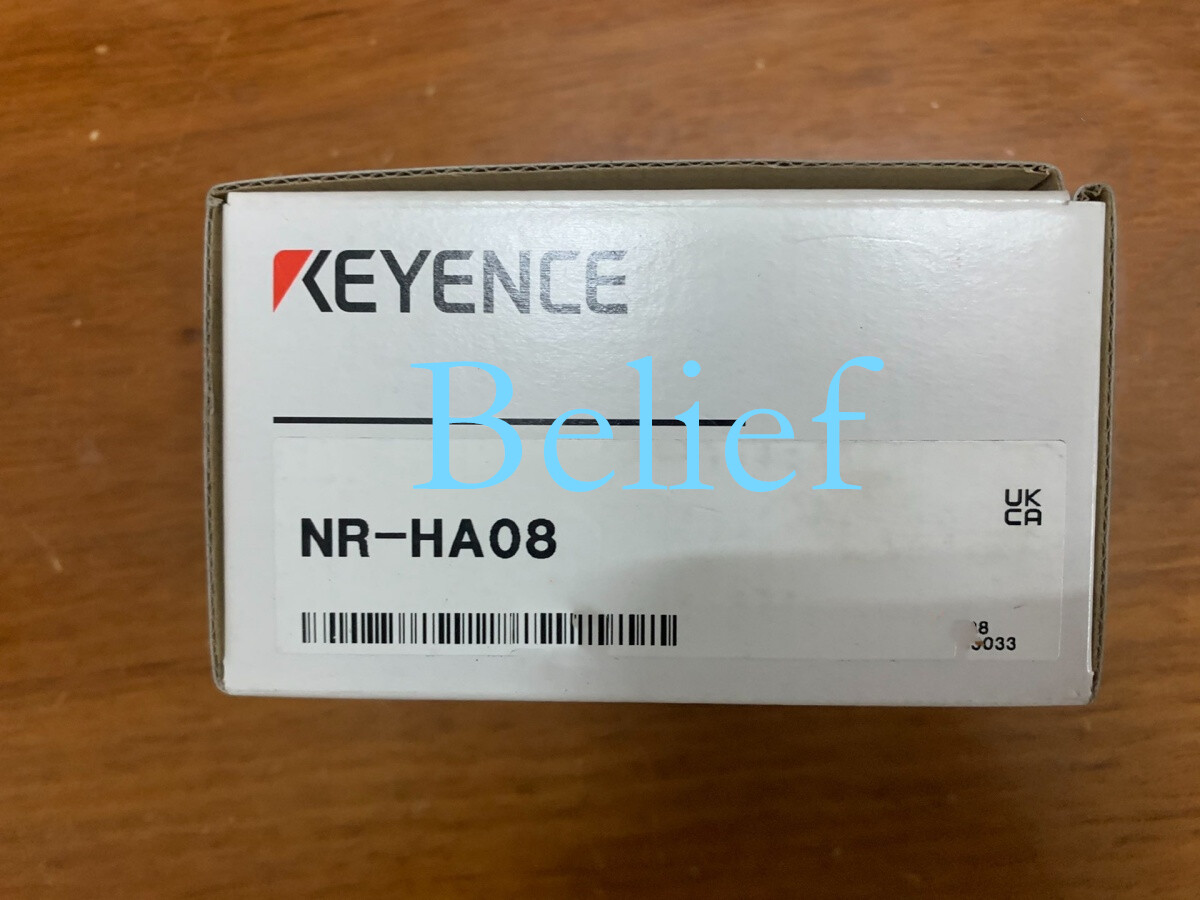 KEYENCE
Belief
NR-HA08
UK
CA